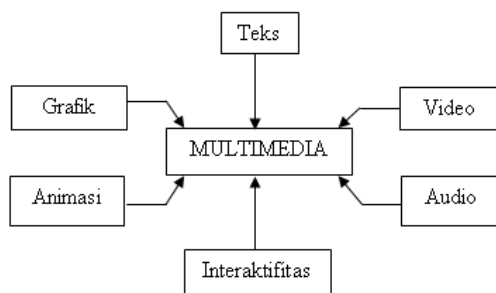 Teks
Grafik
Video
MULTIMEDIA
Animasi
Audio
Interaktifitas